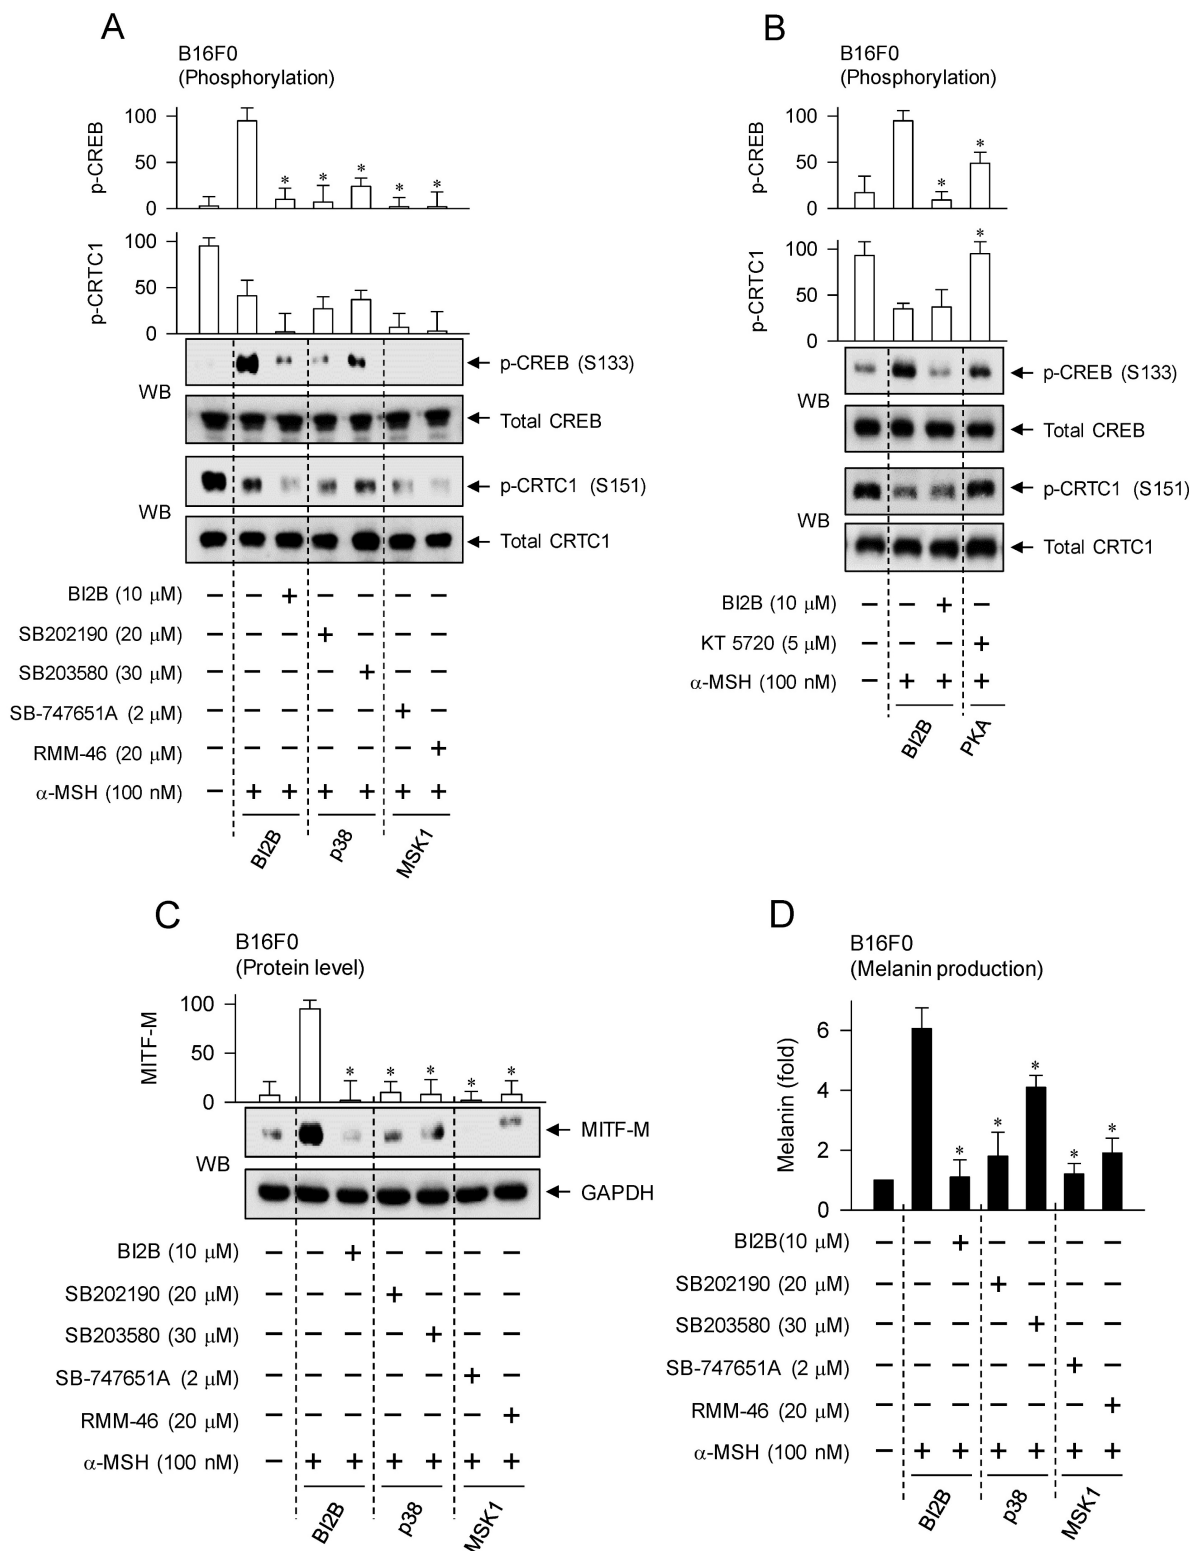 A
B16F0
(Phosphorylation)
p-CREB
100
50
0
* * * * *
p-CRTC1
100
50
0
WB
p-CREB (S133)
Total CREB
WB
p-CRTC1 (S151)
Total CRTC1
BI2B (10 μM) − − + − − − −
SB202190 (20 μM) − − − + − − −
SB203580 (30 μM) − − − − + − −
SB-747651A (2 μM) − − − − − + −
RMM-46 (20 μM) − − − − − − +
α-MSH (100 nM) − + + + + + +
BI2B p38 MSK1
B
B16F0
(Phosphorylation)
p-CREB
100
50
0
* *
p-CRTC1
100
50
0
*
WB
p-CREB (S133)
Total CREB
WB
p-CRTC1 (S151)
Total CRTC1
BI2B (10 μM) − − + −
KT 5720 (5 μM) − − − +
α-MSH (100 nM) − + + +
BI2B PKA
C
B16F0
(Protein level)
MITF-M
100
50
0
* * * * *
WB
MITF-M
GAPDH
BI2B (10 μM) − − + − − − −
SB202190 (20 μM) − − − + − − −
SB203580 (30 μM) − − − − + − −
SB-747651A (2 μM) − − − − − + −
RMM-46 (20 μM) − − − − − − +
α-MSH (100 nM) − + + + + + +
BI2B p38 MSK1
D
B16F0
(Melanin production)
Melanin (fold)
6
4
2
0
* * * * *
BI2B(10 μM) − − + − − − −
SB202190 (20 μM) − − − + − − −
SB203580 (30 μM) − − − − + − −
SB-747651A (2 μM) − − − − − + −
RMM-46 (20 μM) − − − − − − +
α-MSH (100 nM) − + + + + + +
BI2B p38 MSK1